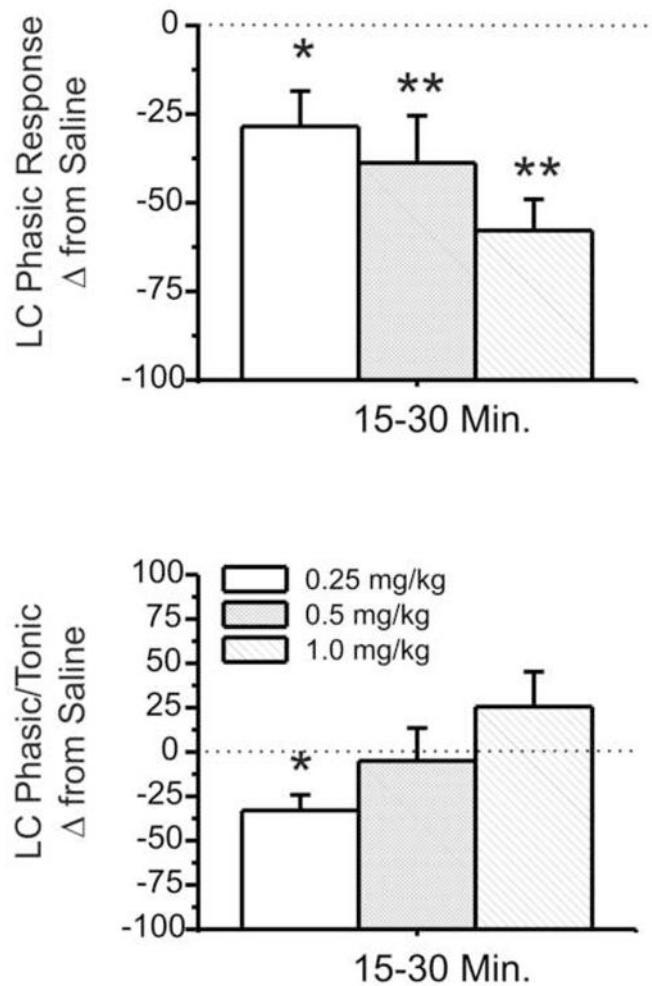 LC Phasic Response
Δ from Saline
0
-25
-50
-75
-100
*
**
**
15-30 Min.
LC Phasic/Tonic
Δ from Saline
100
75
50
25
0
-25
-50
-75
-100
0.25 mg/kg
0.5 mg/kg
1.0 mg/kg
*
15-30 Min.